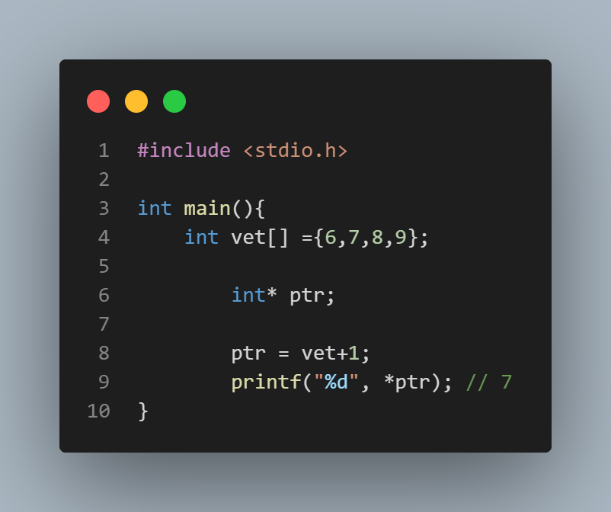 1 #include <stdio.h>
2
3 int main(){
4     int vet[] ={6,7,8,9};
5
6         int* ptr;
7
8         ptr = vet+1;
9         printf("%d", *ptr); // 7
10 }